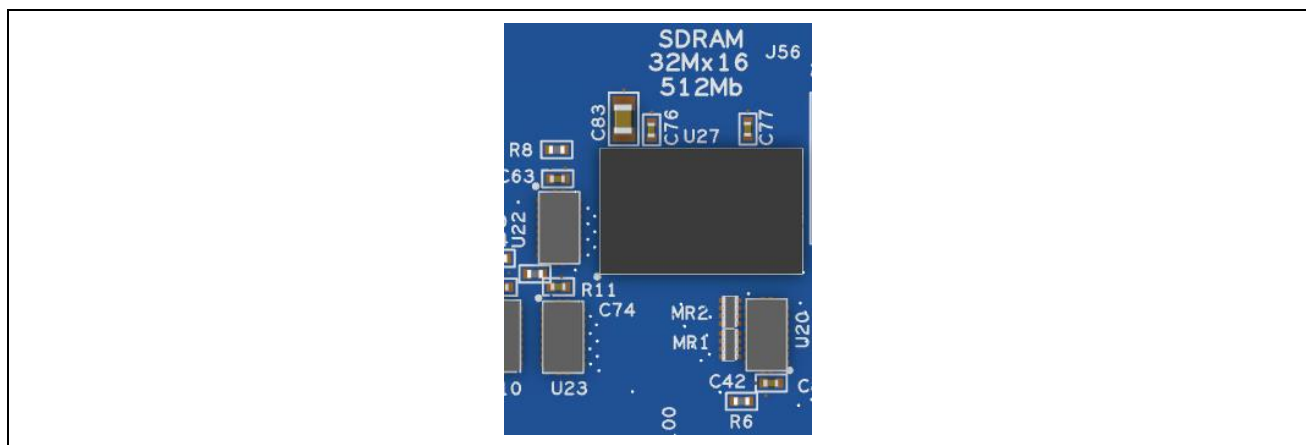 SDRAM
32Mx16
512Mb
J56
C83
C76
U27
C77
R8
C63
U22
R11
C74
MR2
MR1
U20
U23
10
C42
R6
00